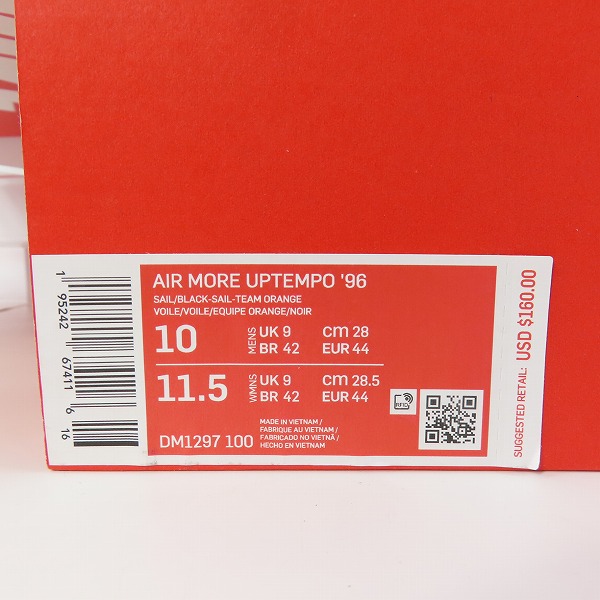 AIR MORE UPTEMPO '96
SAIL/BLACK-SAIL-TEAM ORANGE
VOILE/VOILE/EQUIPE ORANGE/NOIR
10 MENS UK 9 cm 28
BR 42 EUR 44
11.5 WMNS UK 9 cm 28.5
BR 42 EUR 44
DM1297 100
MADE IN VIETNAM /
FABRIQUE AU VIETNAM /
FABRICADO NO VIETNÃ /
HECHO EN VIETNAM
RFID
1 95242 67411 6 16
SUGGESTED RETAIL: USD $160.00